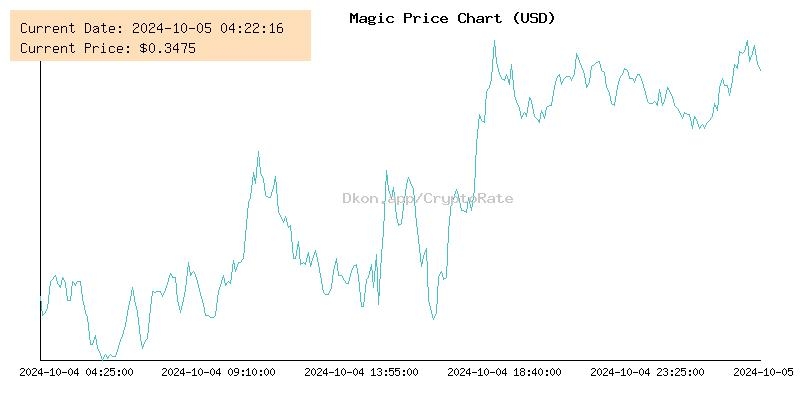 Magic Price Chart (USD)
Current Date: 2024-10-05 04:22:16
Current Price: $0.3475
Dkon.app/CryptoRate
2024-10-04 04:25:00 2024-10-04 09:10:00 2024-10-04 13:55:00 2024-10-04 18:40:00 2024-10-04 23:25:00 2024-10-05